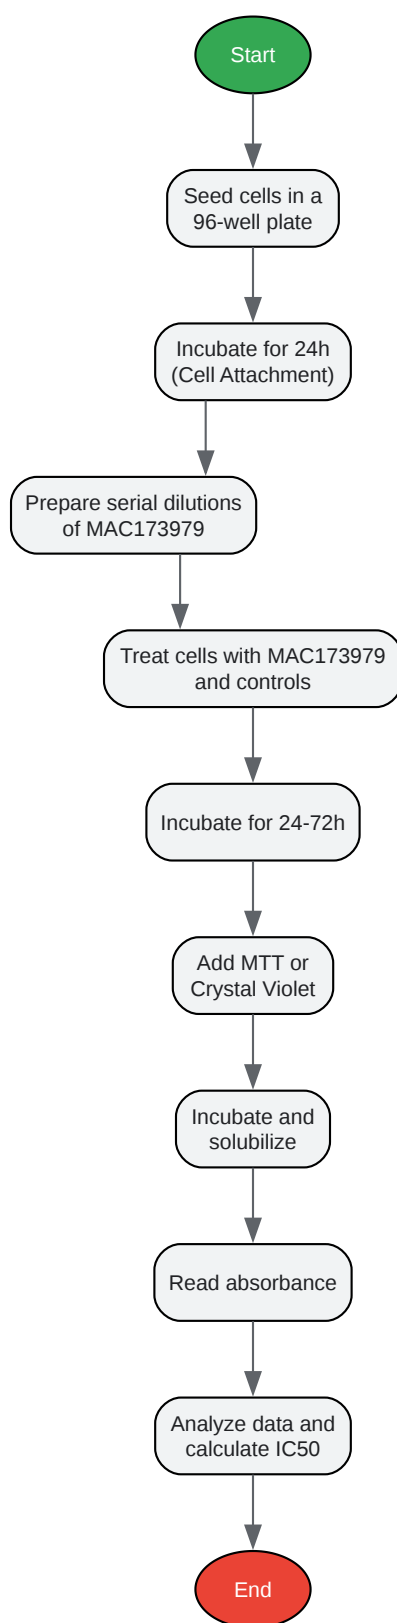 Start
Seed cells in a
96-well plate
Incubate for 24h
(Cell Attachment)
Prepare serial dilutions
of MAC173979
Treat cells with MAC173979
and controls
Incubate for 24-72h
Add MTT or
Crystal Violet
Incubate and
solubilize
Read absorbance
Analyze data and
calculate IC50
End